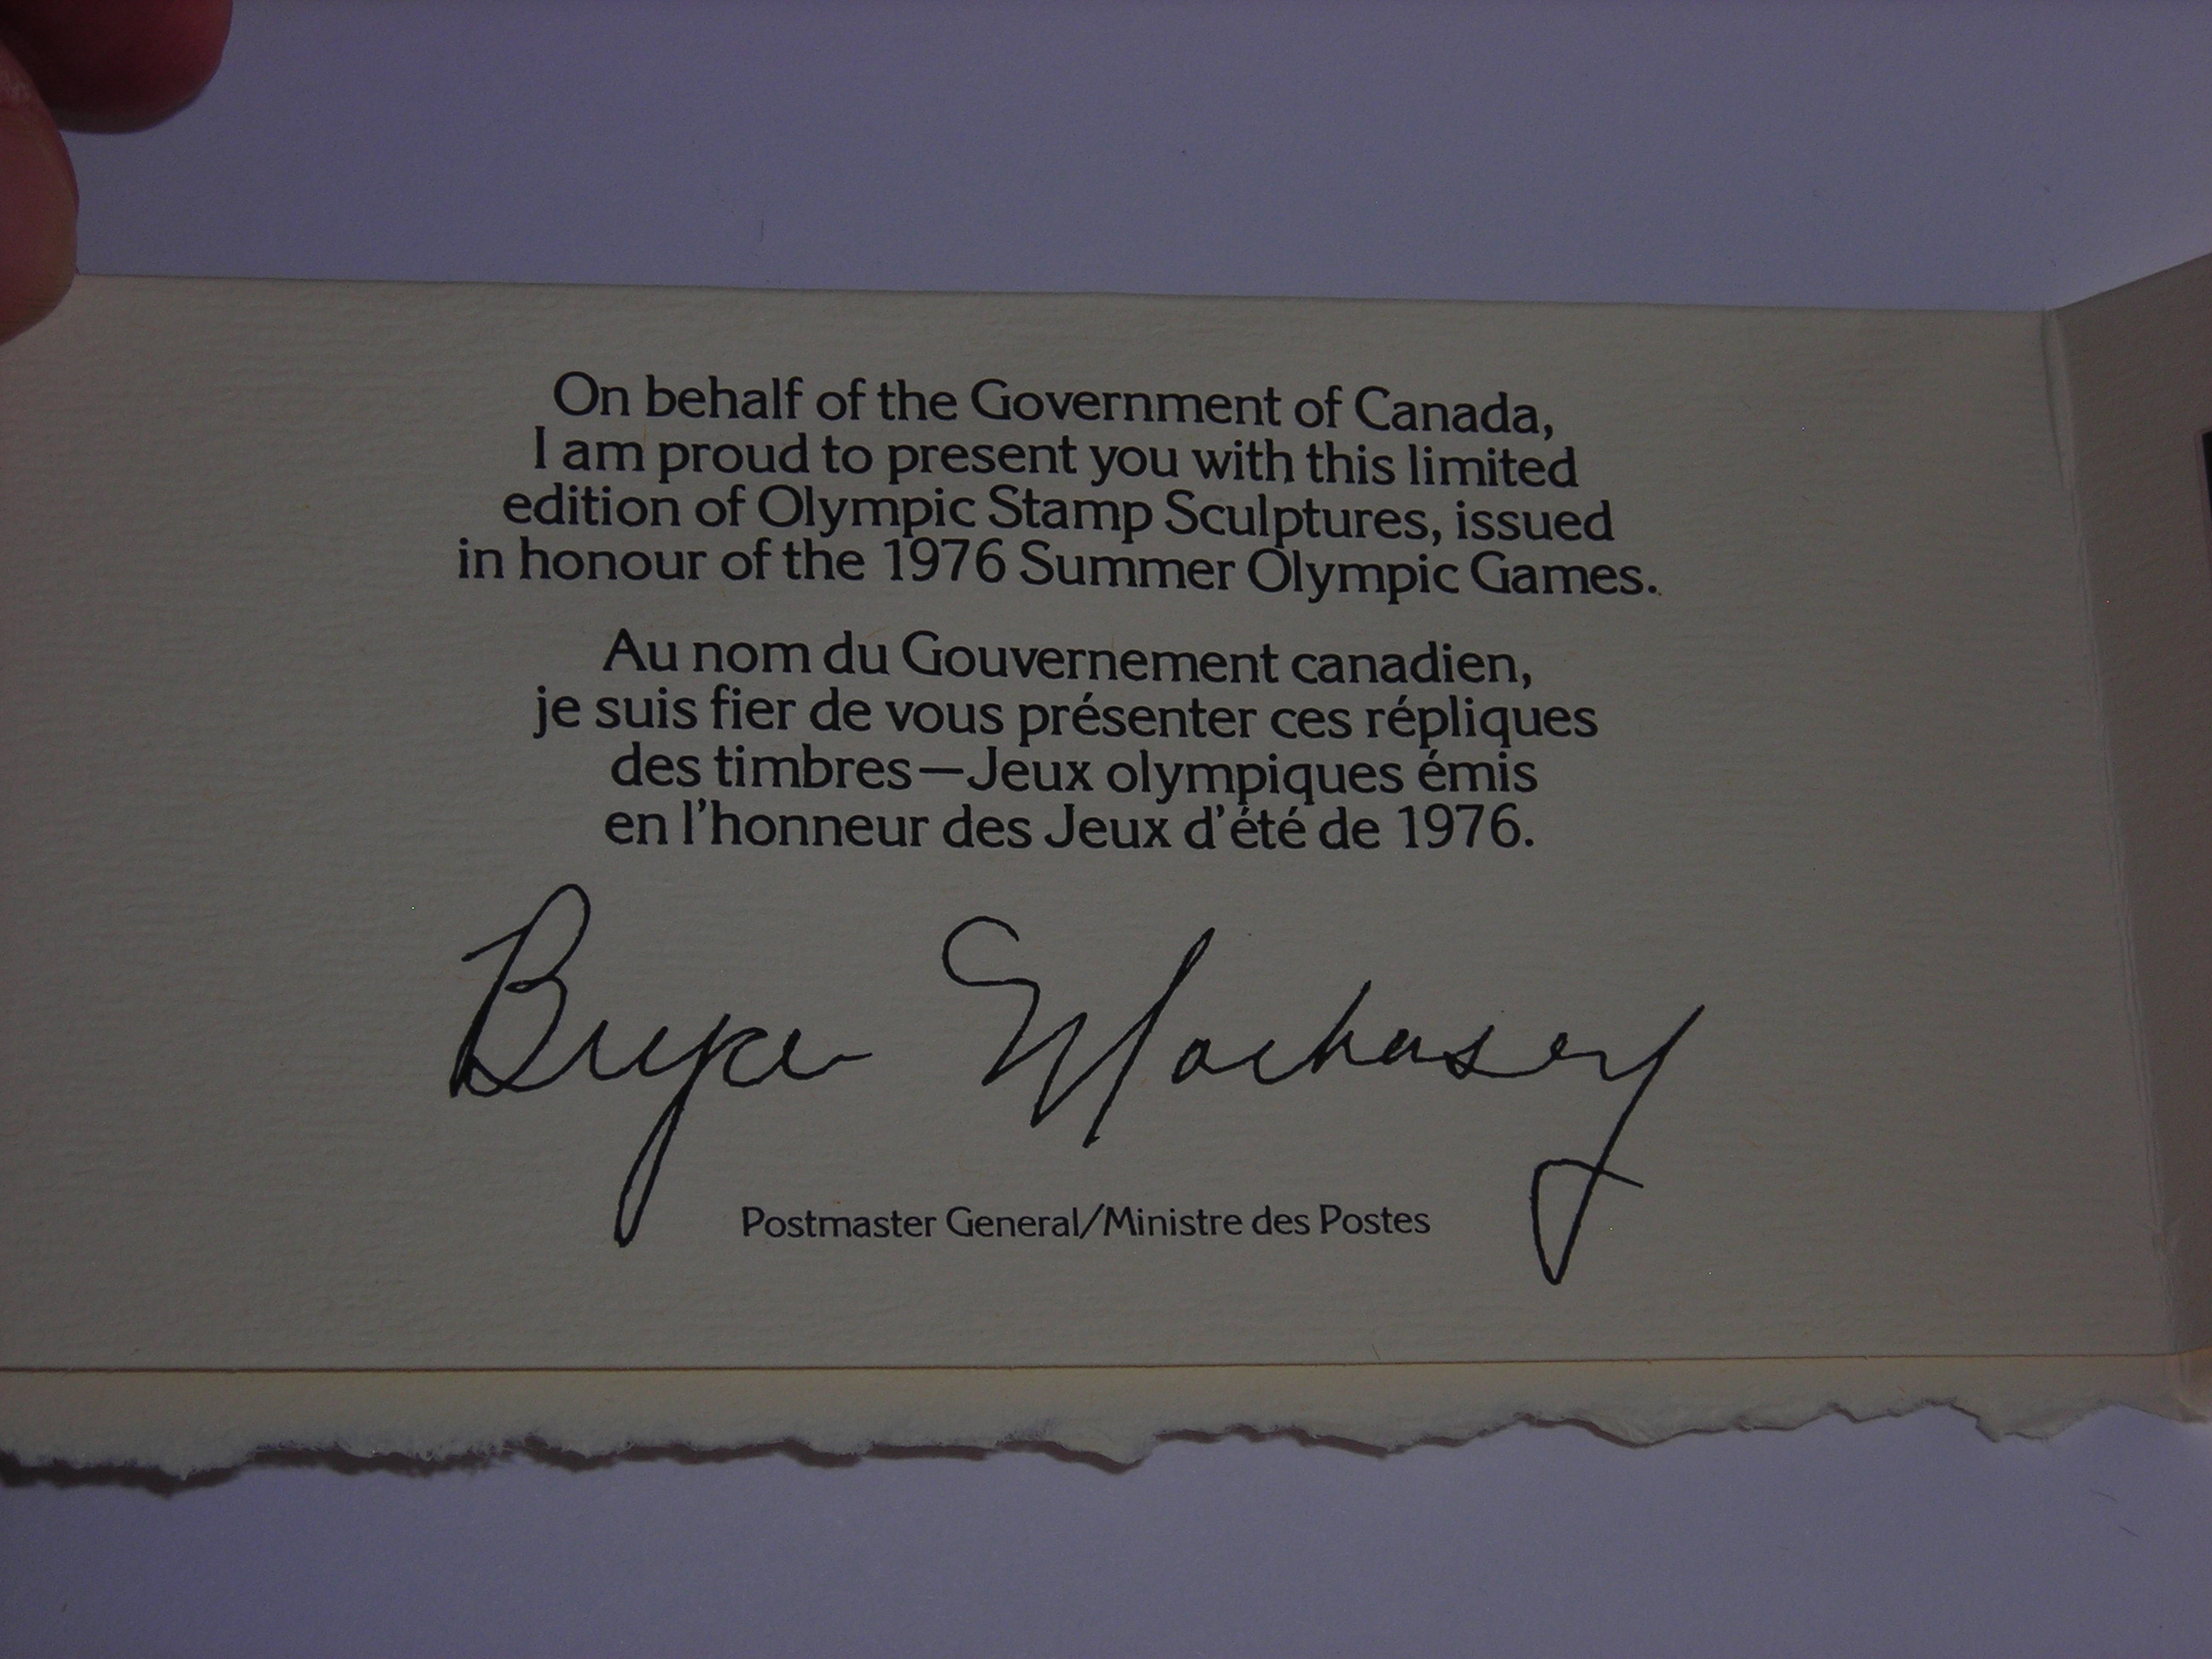 On behalf of the Government of Canada,
I am proud to present you with this limited
edition of Olympic Stamp Sculptures, issued
in honour of the 1976 Summer Olympic Games.
Au nom du Gouvernement canadien,
je suis fier de vous présenter ces répliques
des timbres—Jeux olympiques émis
en l'honneur des Jeux d'été de 1976.
Bryce Mackasey
Postmaster General/Ministre des Postes